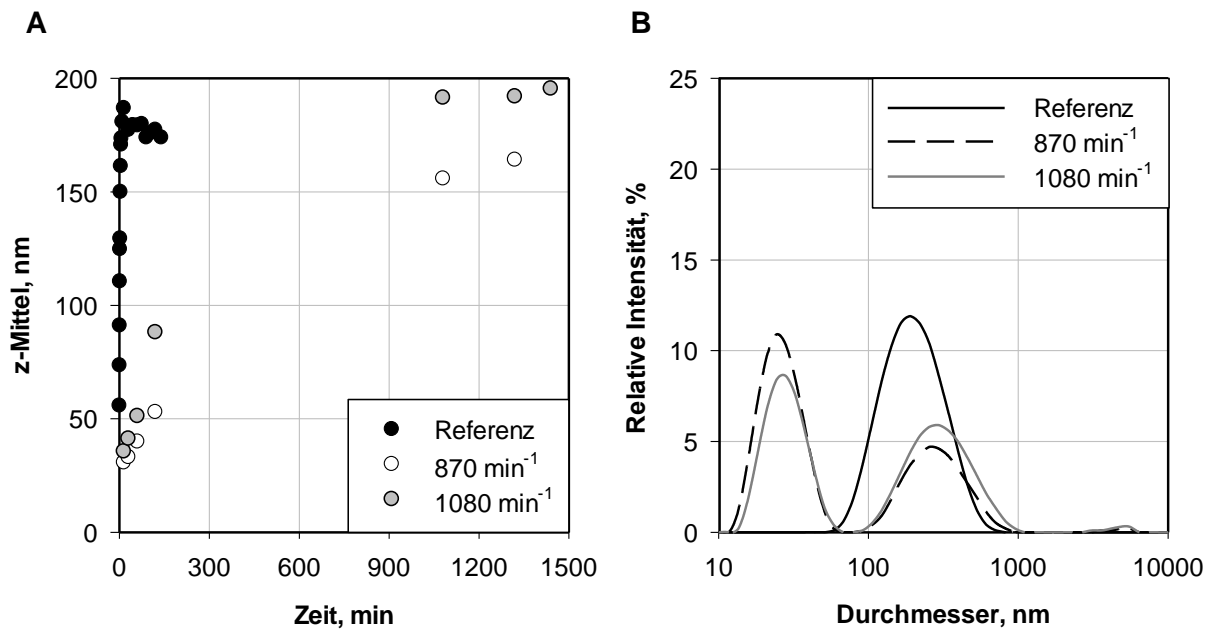 A
200
150
100
50
0
z-Mittel, nm
0 300 600 900 1200 1500
Zeit, min
Referenz
870 min⁻¹
1080 min⁻¹
B
25
20
15
10
5
0
Relative Intensität, %
10 100 1000 10000
Durchmesser, nm
Referenz
870 min⁻¹
1080 min⁻¹